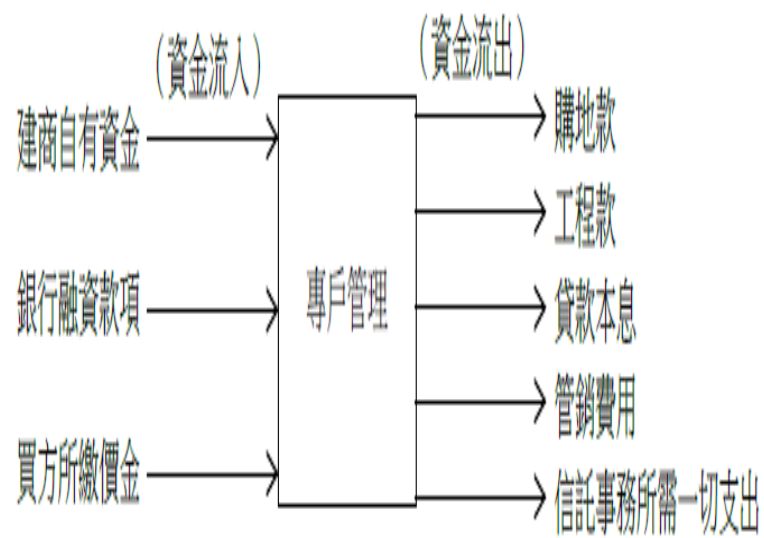 （資金流入）
（資金流出）
建商自有資金
銀行融資款項
買方所繳價金
專戶管理
購地款
工程款
貸款本息
管銷費用
信託事務所需一切支出